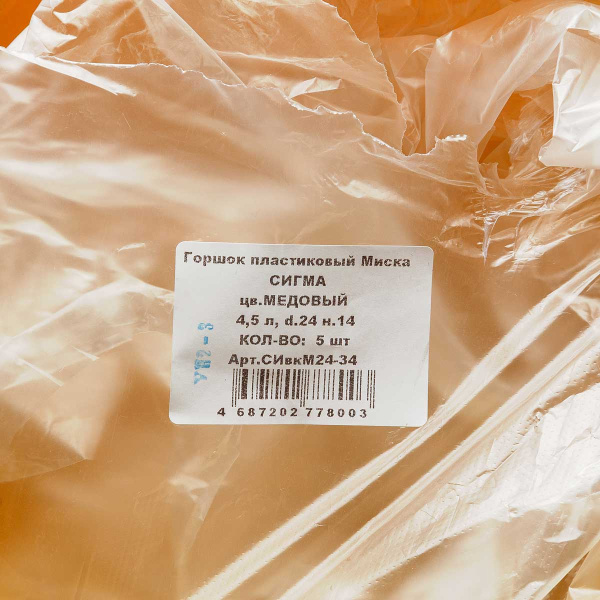 Горшок пластиковый Миска
СИГМА
цв.МЕДОВЫЙ
4,5 л, d.24 н.14
КОЛ-ВО: 5 шт
Арт.СИвкМ24-34
4 687202 778003